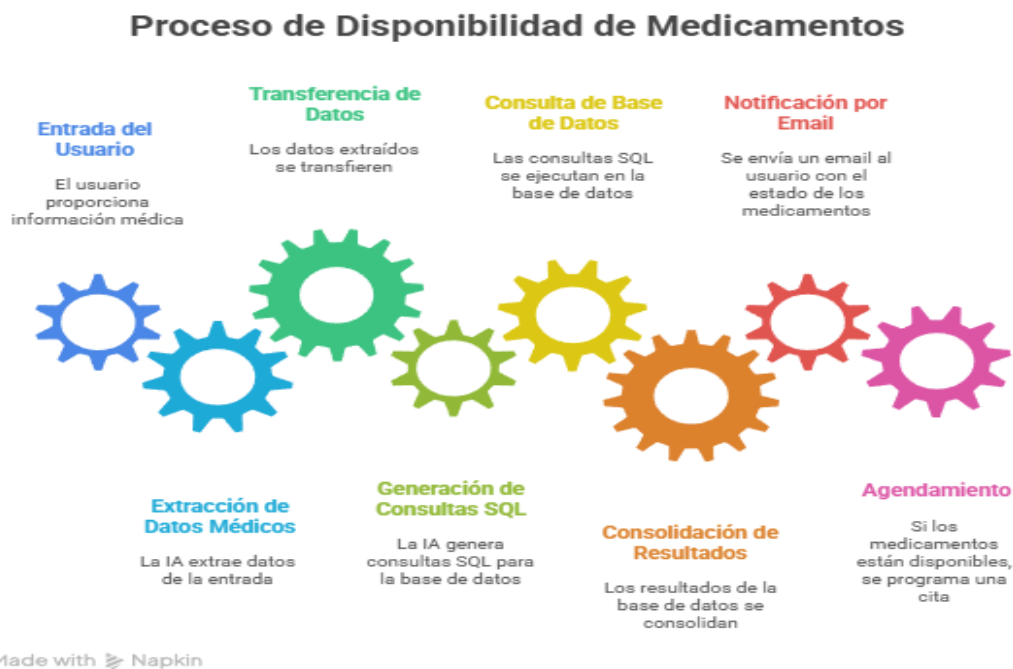 Proceso de Disponibilidad de Medicamentos
Entrada del
Usuario
El usuario
proporciona
información médica
Extracción de
Datos Médicos
La IA extrae datos
de la entrada
Transferencia de
Datos
Los datos extraídos
se transfieren
Generación de
Consultas SQL
La IA genera
consultas SQL para
la base de datos
Consulta de Base
de Datos
Las consultas SQL
se ejecutan en la
base de datos
Consolidación de
Resultados
Los resultados de la
base de datos se
consolidan
Notificación por
Email
Se envía un email al
usuario con el
estado de los
medicamentos
Agendamiento
Si los
medicamentos
están disponibles,
se programa una
cita
Made with Napkin